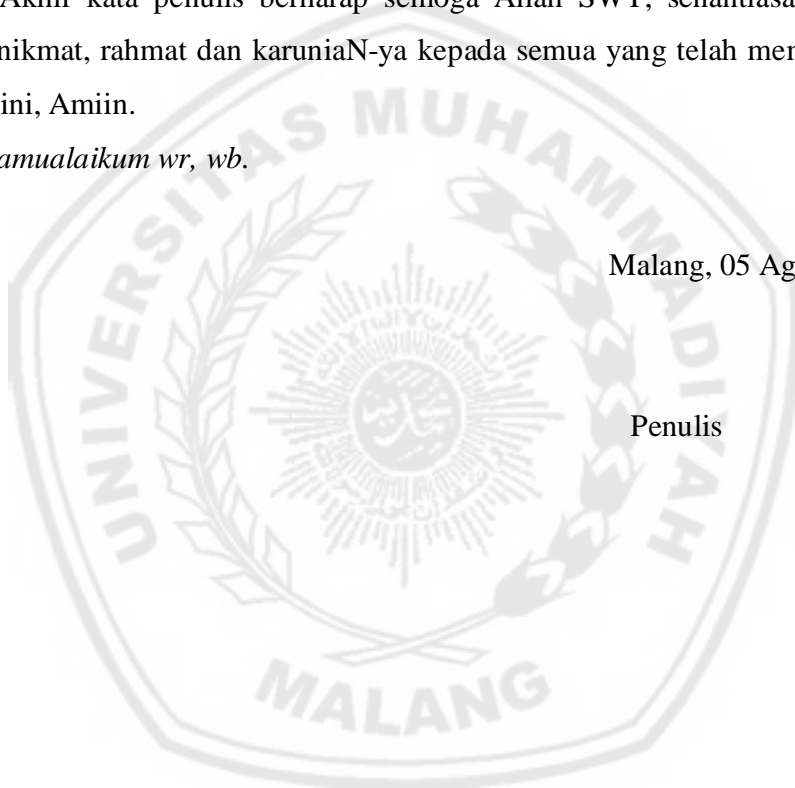 Akhir kata penulis berharap semoga Allah SWT, senantiasa
nikmat, rahmat dan karuniaN-ya kepada semua yang telah mem
ini, Amiin.
amualaikum wr, wb.
Malang, 05 Ag
Penulis
UNIVERSITAS MUHAMMADIYAH
MALANG